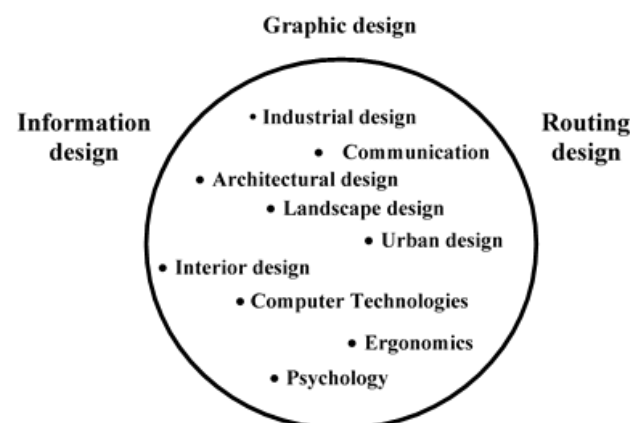 Graphic design
Information
design
Routing
design
• Industrial design
• Communication
• Architectural design
• Landscape design
• Urban design
• Interior design
• Computer Technologies
• Ergonomics
• Psychology